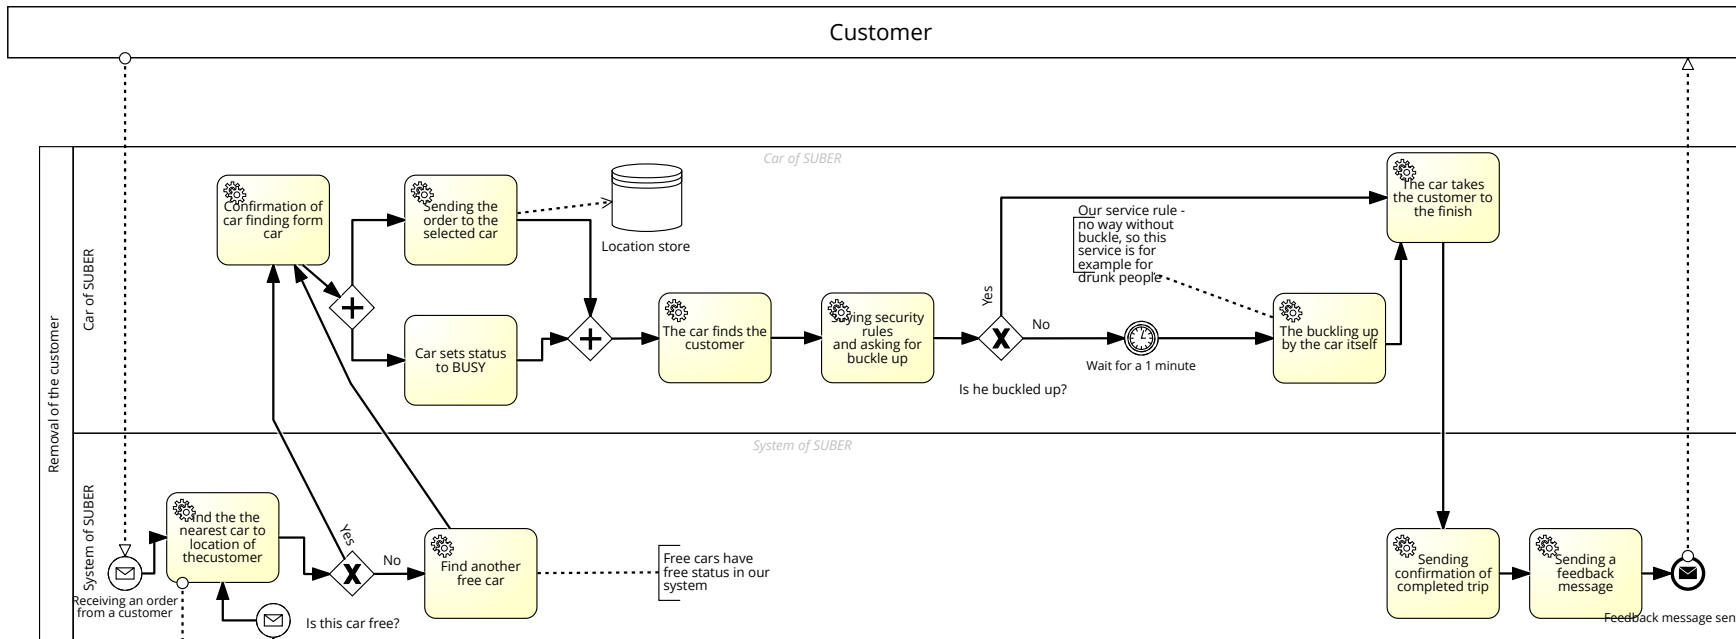 Customer
Removal of the customer
Car of SUBER
Car of SUBER
Confirmation of
car finding form
car
Sending the
order to the
selected car
Location store
Car sets status
to BUSY
The car finds the
customer
security
rules
and asking for
buckle up
Yes
No
Is he buckled up?
Wait for a 1 minute
Our service rule -
no way without
buckle, so this
service is for
example for
drunk people
The buckling up
by the car itself
The car takes
the customer to
the finish
System of SUBER
System of SUBER
Receiving an order
from a customer
the the
nearest car to
location of
thecustomer
Yes
No
Is this car free?
Find another
free car
Free cars have
free status in our
system
Sending
confirmation of
completed trip
Sending a
feedback
message
Feedback message sen